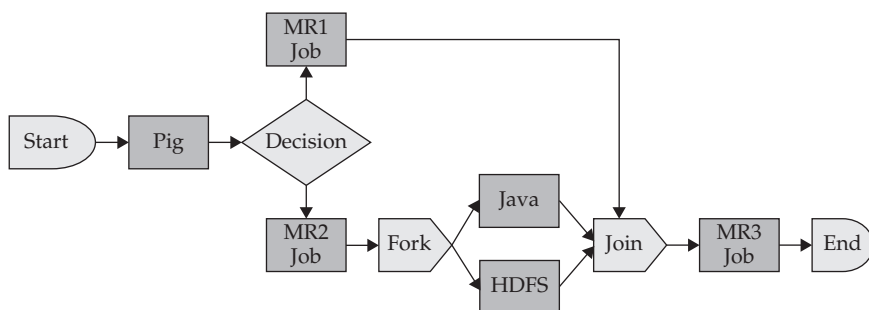 MR1
Job
Start
Pig
Decision
Java
MR2
Job
Fork
Join
MR3
Job
End
HDFS